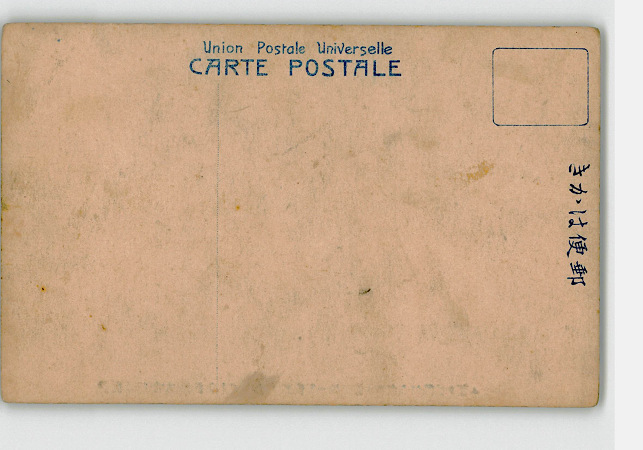 Union Postale Universelle
CARTE POSTALE
郵便はかき